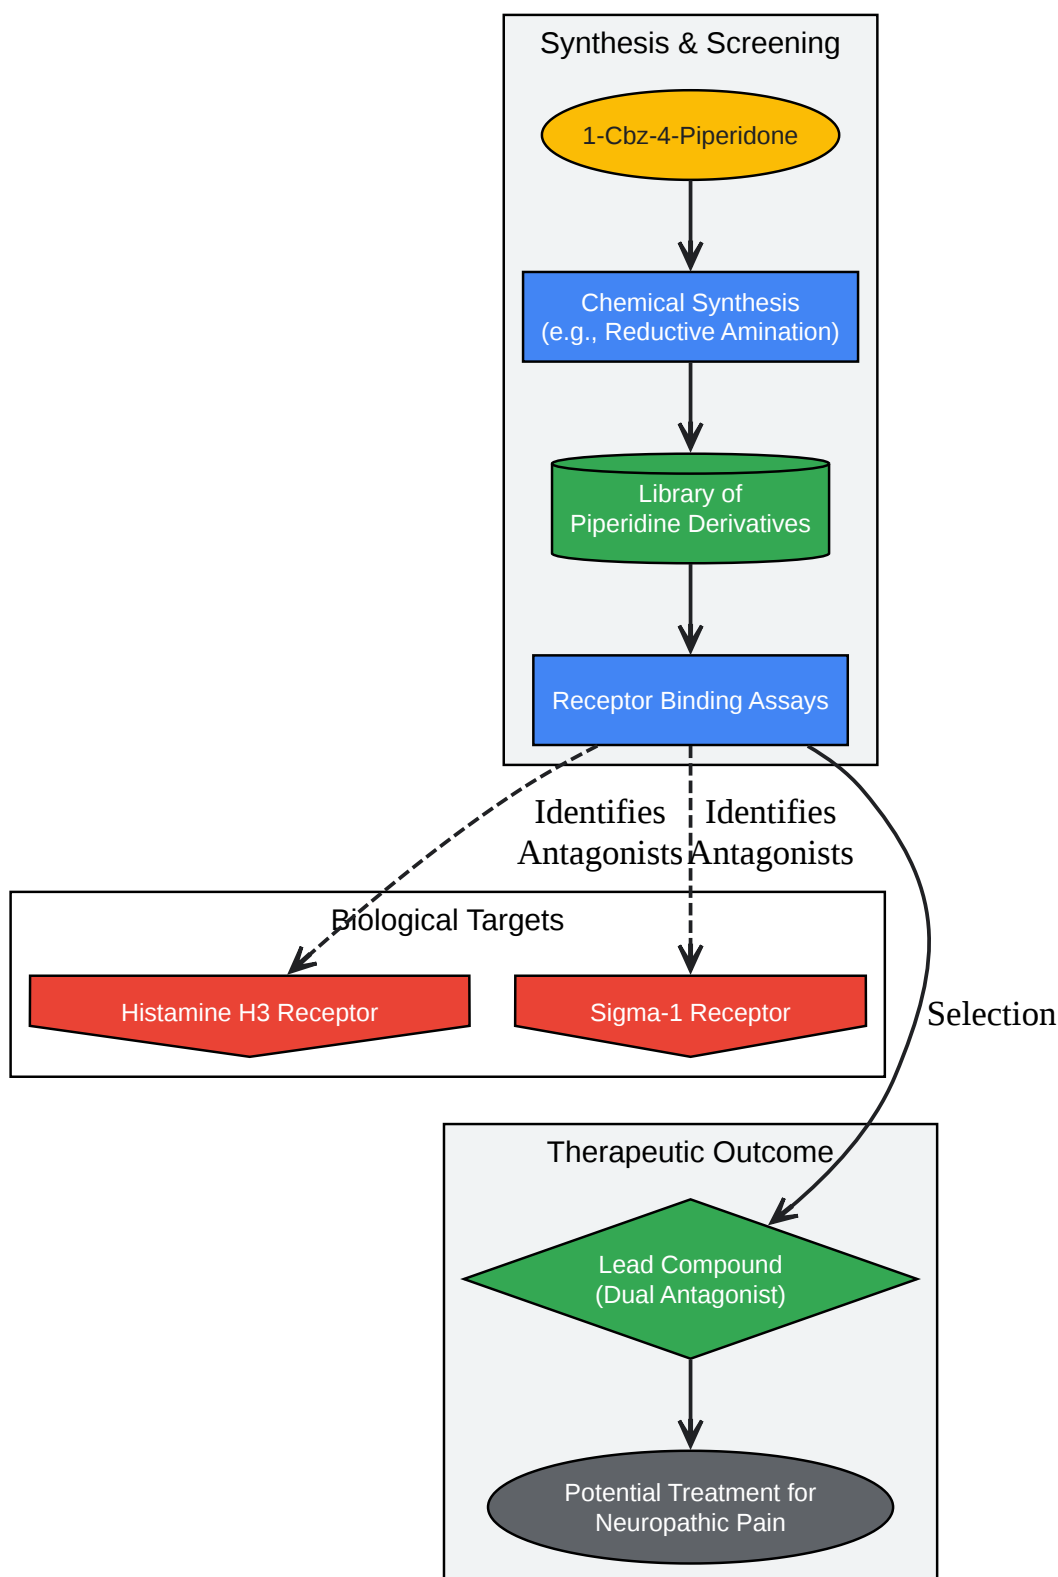 Synthesis & Screening
1-Cbz-4-Piperidone
Chemical Synthesis
(e.g., Reductive Amination)
Library of
Piperidine Derivatives
Receptor Binding Assays
Identifies
Antagonists
Identifies
Antagonists
Biological Targets
Histamine H3 Receptor
Sigma-1 Receptor
Selection
Therapeutic Outcome
Lead Compound
(Dual Antagonist)
Potential Treatment for
Neuropathic Pain